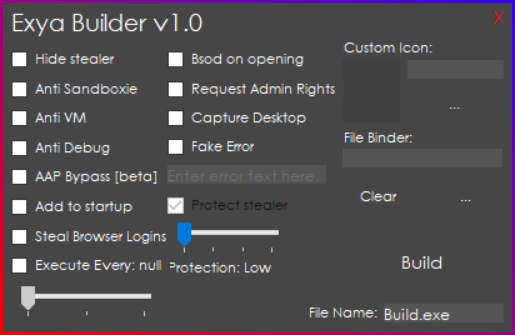 Exya Builder v1.0
X
Hide stealer
Anti Sandboxie
Anti VM
Anti Debug
AAP Bypass [beta]
Add to startup
Steal Browser Logins
Execute Every: null
Bsod on opening
Request Admin Rights
Capture Desktop
Fake Error
Enter error text here.
Protect stealer
Protection: Low
Custom Icon:
...
File Binder:
Clear
...
Build
File Name: Build.exe